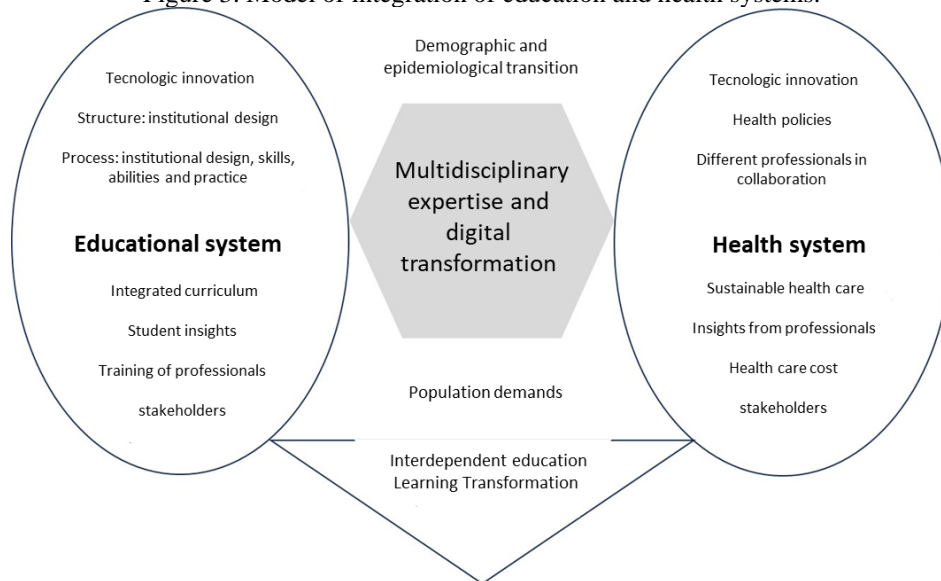 Figure 3: Model of integration of education and health systems.
Demographic and
epidemiological transition
Tecnologic innovation
Structure: institutional design
Process: institutional design, skills,
abilities and practice
Educational system
Integrated curriculum
Student insights
Training of professionals
stakeholders
Multidisciplinary
expertise and
digital
transformation
Population demands
Interdependent education
Learning Transformation
Tecnologic innovation
Health policies
Different professionals in
collaboration
Health system
Sustainable health care
Insights from professionals
Health care cost
stakeholders